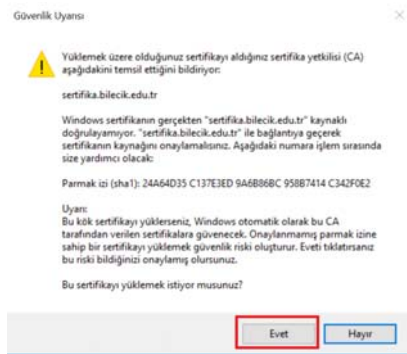 Güvenlik Uyarısı
Yüklemek üzere olduğunuz sertifikayı aldığınız sertifika yetkilisi (CA)
aşağıdakini temsil ettiğini bildiriyor:
sertifika.bilecik.edu.tr
Windows sertifikanın gerçekten "sertifika.bilecik.edu.tr" kaynaklı
doğrulayamıyor. "sertifika.bilecik.edu.tr" ile bağlantıya geçerek
sertifikanın kaynağını onaylamalısınız. Aşağıdaki numara işlem sırasında
size yardımcı olacak:
Parmak izi (sha1): 24A64D35 C137E3ED 9A6B86BC 958B7414 C342F0E2
Uyarı:
Bu kök sertifikayı yüklerseniz, Windows otomatik olarak bu CA
tarafından verilen sertifikalara güvenecek. Onaylanmamış parmak izine
sahip bir sertifikayı yüklemek güvenlik riski oluşturur. Eveti tıklatırsanız
bu riski bildiğinizi onaylamış olursunuz.
Bu sertifikayı yüklemek istiyor musunuz?
Evet
Hayır